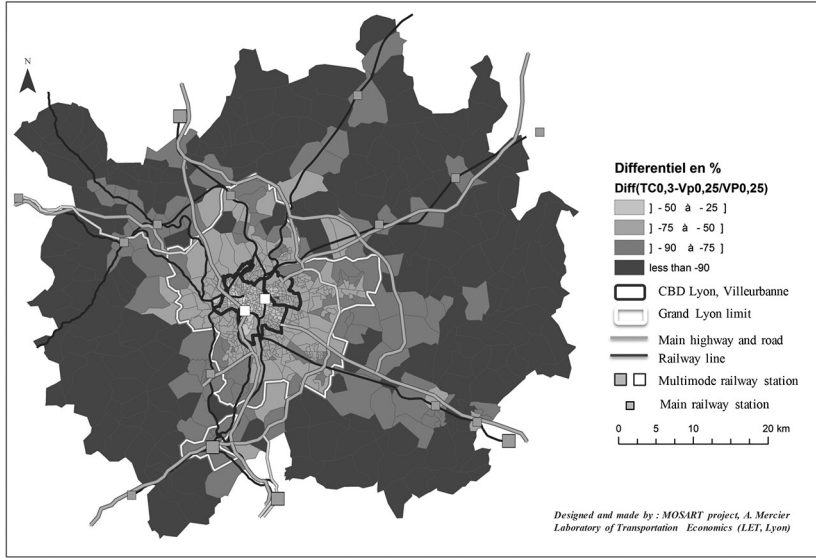 N
Differentiel en %
Diff(TC0,3-Vp0,25/VP0,25)
] - 50 à - 25 ]
] -75 à - 50 ]
] - 90 à -75 ]
less than -90
CBD Lyon, Villeurbanne
Grand Lyon limit
Main highway and road
Railway line
Multimode railway station
Main railway station
0 5 10 20 km
Designed and made by : MOSART project, A. Mercier
Laboratory of Transportation Economics (LET, Lyon)